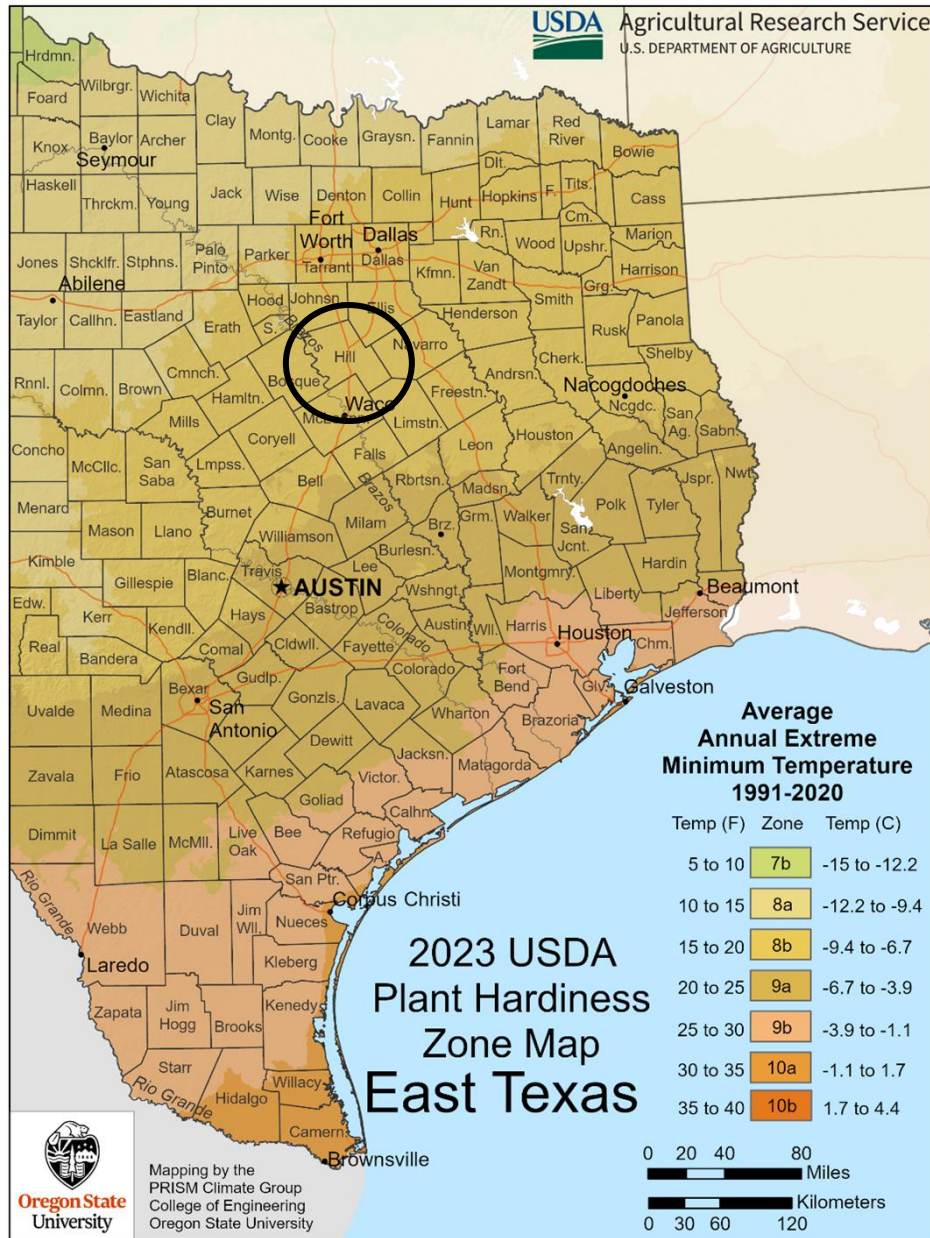 USDA Agricultural Research Service
U.S. DEPARTMENT OF AGRICULTURE
Hrdmn.
Foard Wilbrgr. Wichita
Clay Montg. Cooke Graysn. Fannin Lamar Red River Bowie
Knox Baylor Archer
Seymour
Haskell Thrckm. Young Jack Wise Denton Collin Hunt Dlt. Hopkins F. Tits. Cass
Cm. Marion
Fort Worth Dallas
Jones Shcklfr. Stphns. Palo Pinto Parker Tarrant Dallas Kfmn. Rn. Van Zandt Wood Upshr. Harrison
Abilene
Taylor Callhn. Eastland Erath Hood S. Johnsn. Ellis Henderson Smith Grg. Rusk Panola
Brazos
Rnnl. Colmn. Brown Cmnch. Hamltn. Bosque Hill Navarro Andrsn. Cherk. Shelby
Nacogdoches
Ncgdc.
Waco
Mills Coryell Limstn. Freestn. San Ag. Sabn.
Concho McCllc. San Saba Lmpss. Bell Falls Leon Houston Angelin.
Brazos
Menard Mason Llano Burnet Milam Rbrtsn. Madsn. Trnty. Polk Tyler Jspr. Nwt.
Williamson Brz. Grm. Walker San Jcnt.
Kimble Gillespie Blanc. Travis Lee Burlesn. Montgmry. Hardin
AUSTIN
Beaumont
Edw. Kerr Kendll. Hays Bastrop Wshngt. Liberty Jefferson
Colorado
Real Bandera Comal Cldwll. Fayette Austin Wll. Harris Chm.
Houston
Bexar Gudlp. Colorado Fort Bend Glv.
San Antonio
Galveston
Uvalde Medina Gonzls. Lavaca Wharton Brazoria
Dewitt Jacksn. Matagorda
Zavala Frio Atascosa Karnes Victor.
Goliad Calhn.
Dimmit La Salle McMll. Live Oak Bee Refugio
A.
San Ptr.
Rio Grande
Corpus Christi
Webb Duval Jim Wll. Nueces
Laredo
Kleberg
Zapata Jim Hogg Brooks Kenedy
Starr
Rio Grande
Hidalgo Willacy
Camern.
Brownsville
Average
Annual Extreme
Minimum Temperature
1991-2020
Temp (F) Zone Temp (C)
5 to 10 7b -15 to -12.2
10 to 15 8a -12.2 to -9.4
15 to 20 8b -9.4 to -6.7
20 to 25 9a -6.7 to -3.9
25 to 30 9b -3.9 to -1.1
30 to 35 10a -1.1 to 1.7
35 to 40 10b 1.7 to 4.4
2023 USDA
Plant Hardiness
Zone Map
East Texas
0 20 40 80
Miles
Kilometers
0 30 60 120
Oregon State
University
Mapping by the
PRISM Climate Group
College of Engineering
Oregon State University